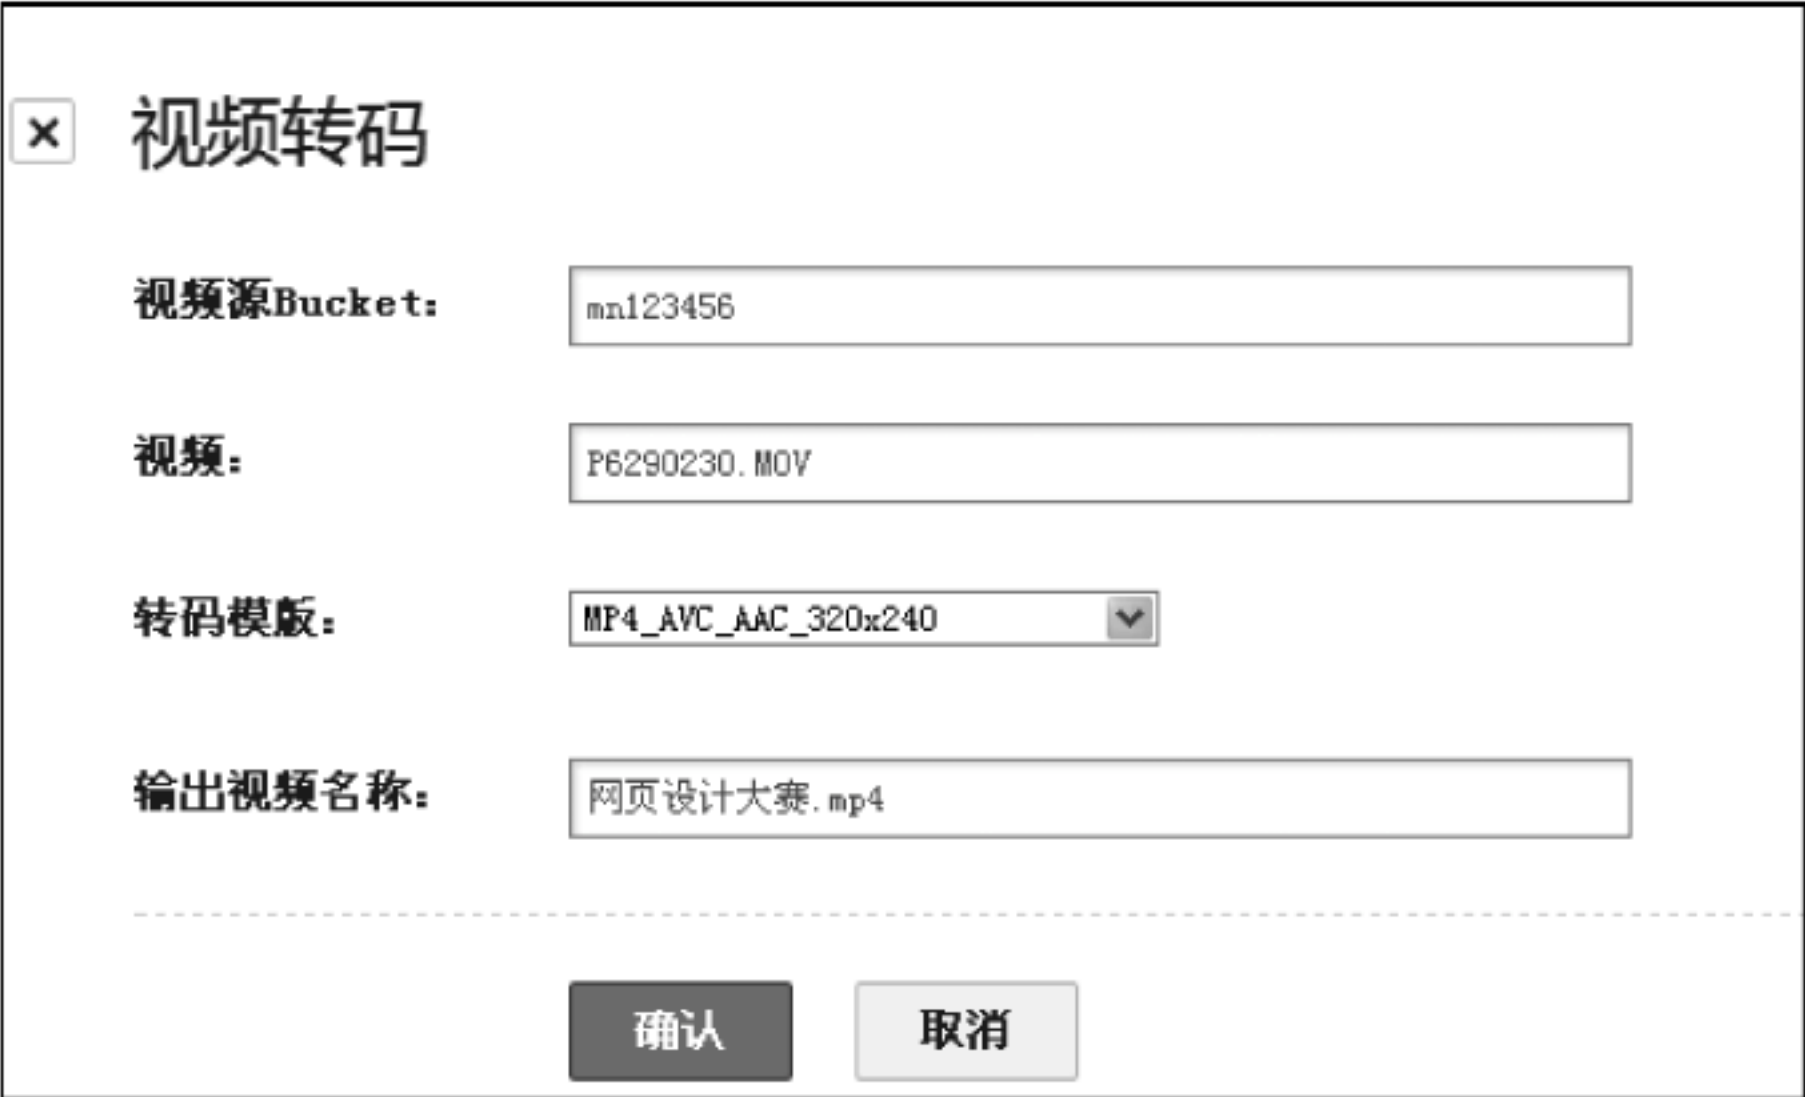 视频转码
视频源Bucket: mn123456
视频: P6290230.MOV
转码模版: MP4_AVC_AAC_320x240
输出视频名称: 网页设计大赛.mp4
确认 取消